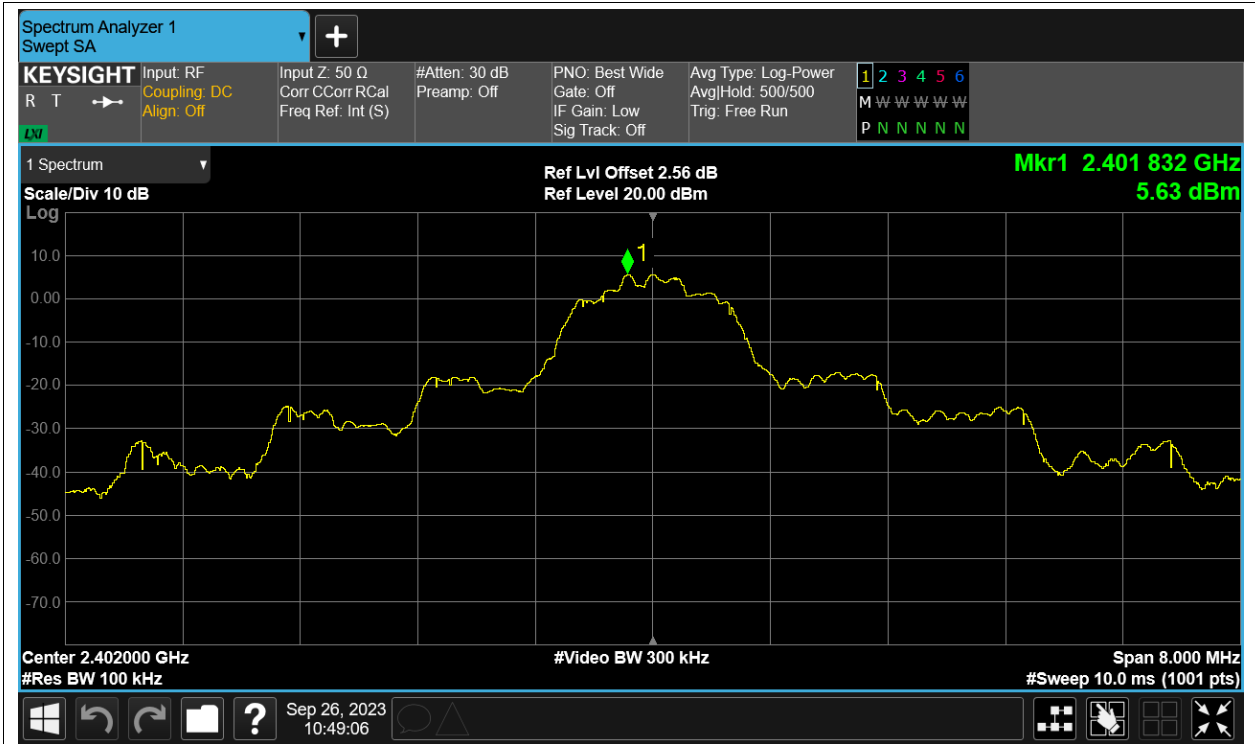 Spectrum Analyzer 1
Swept SA
KEYSIGHT
R T
LXI
Input: RF
Coupling: DC
Align: Off
Input Z: 50 Ω
Corr CCorr RCal
Freq Ref: Int (S)
#Atten: 30 dB
Preamp: Off
PNO: Best Wide
Gate: Off
IF Gain: Low
Sig Track: Off
Avg Type: Log-Power
Avg|Hold: 500/500
Trig: Free Run
1 2 3 4 5 6
M W W W W W
P N N N N N
1 Spectrum
Scale/Div 10 dB
Ref Lvl Offset 2.56 dB
Ref Level 20.00 dBm
Mkr1 2.401 832 GHz
5.63 dBm
Log
1
10.0
0.00
-10.0
-20.0
-30.0
-40.0
-50.0
-60.0
-70.0
Center 2.402000 GHz
#Video BW 300 kHz
Span 8.000 MHz
#Res BW 100 kHz
#Sweep 10.0 ms (1001 pts)
?
Sep 26, 2023
10:49:06